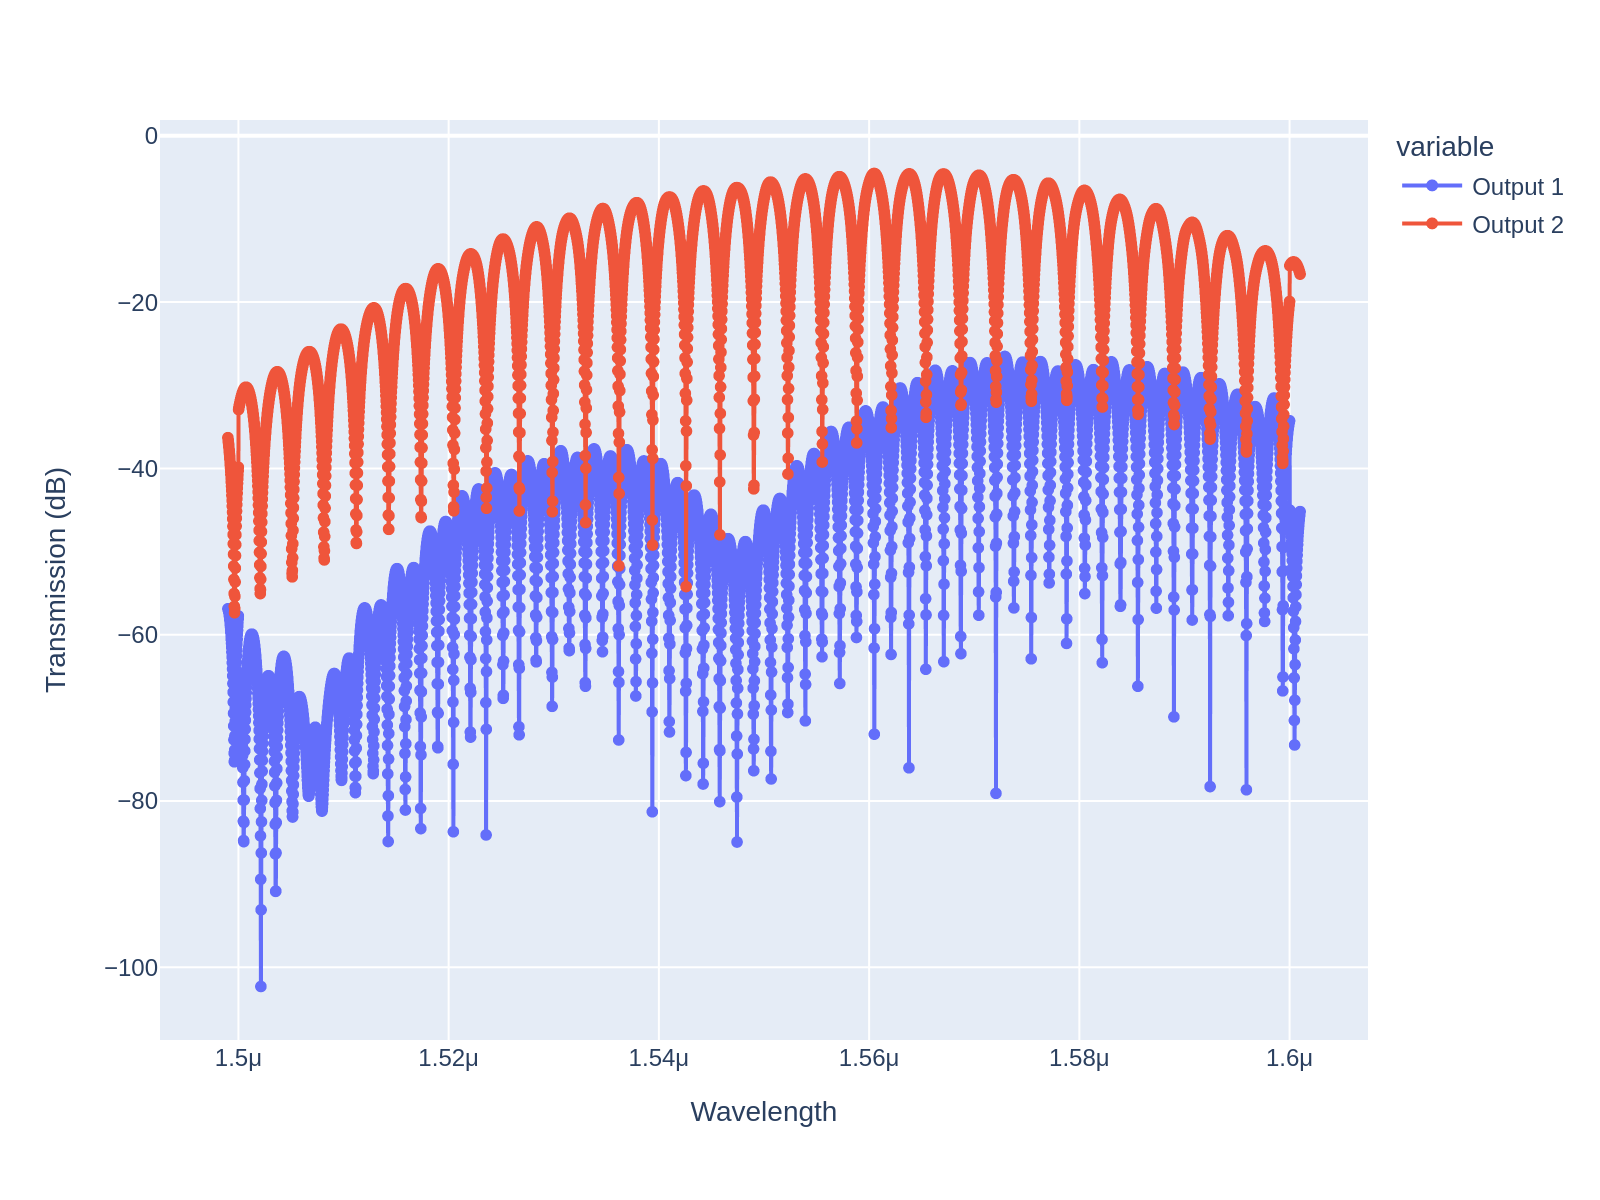 variable
Output 1
Output 2
Transmission (dB)
0
−20
−40
−60
−80
−100
1.5μ
1.52μ
1.54μ
1.56μ
1.58μ
1.6μ
Wavelength